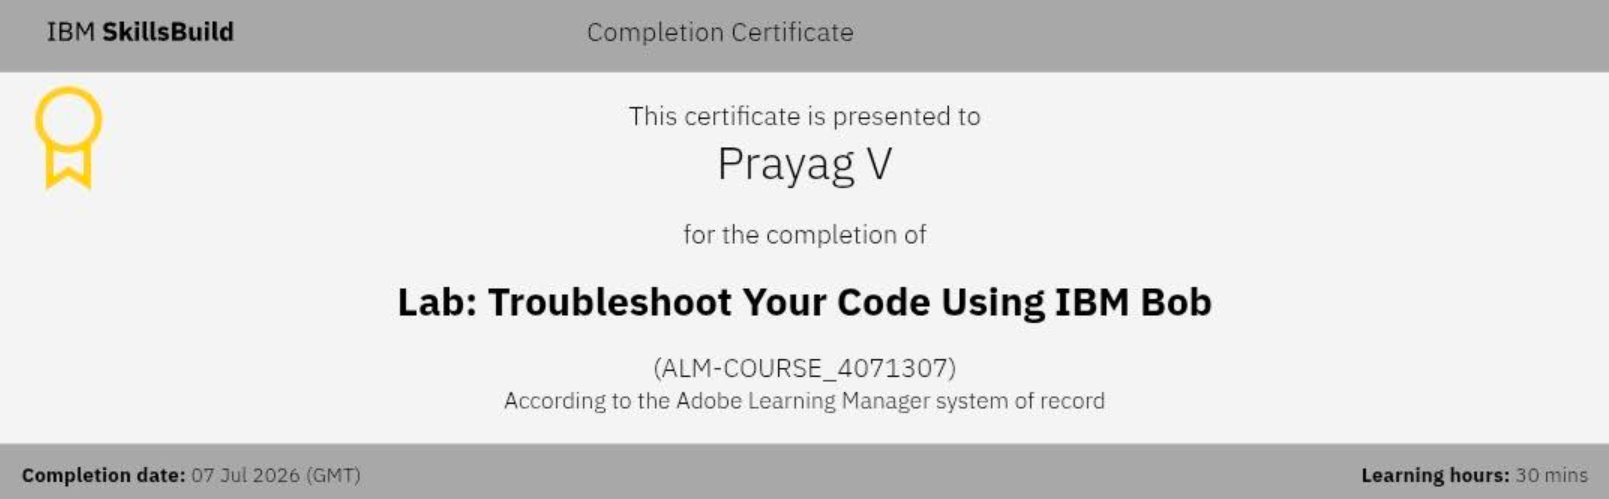 IBM SkillsBuild
Completion Certificate
This certificate is presented to
Prayag V
for the completion of
Lab: Troubleshoot Your Code Using IBM Bob
(ALM-COURSE_4071307)
According to the Adobe Learning Manager system of record
Completion date: 07 Jul 2026 (GMT)
Learning hours: 30 mins